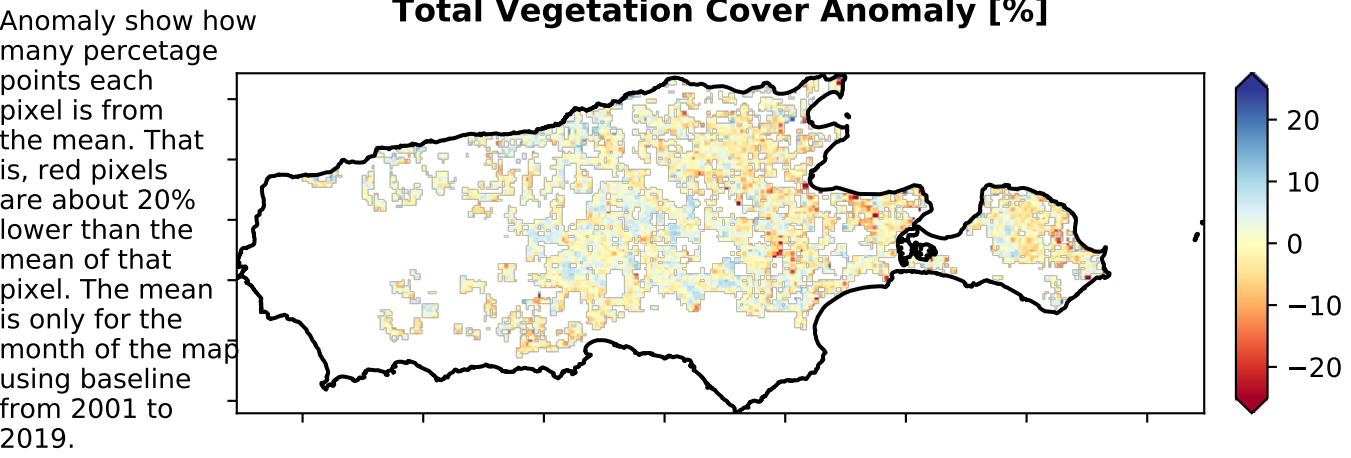 Total Vegetation Cover Anomaly [%]
Anomaly show how
many percetage
points each
pixel is from
the mean. That
is, red pixels
are about 20%
lower than the
mean of that
pixel. The mean
is only for the
month of the map
using baseline
from 2001 to
2019.
20
10
0
−10
−20